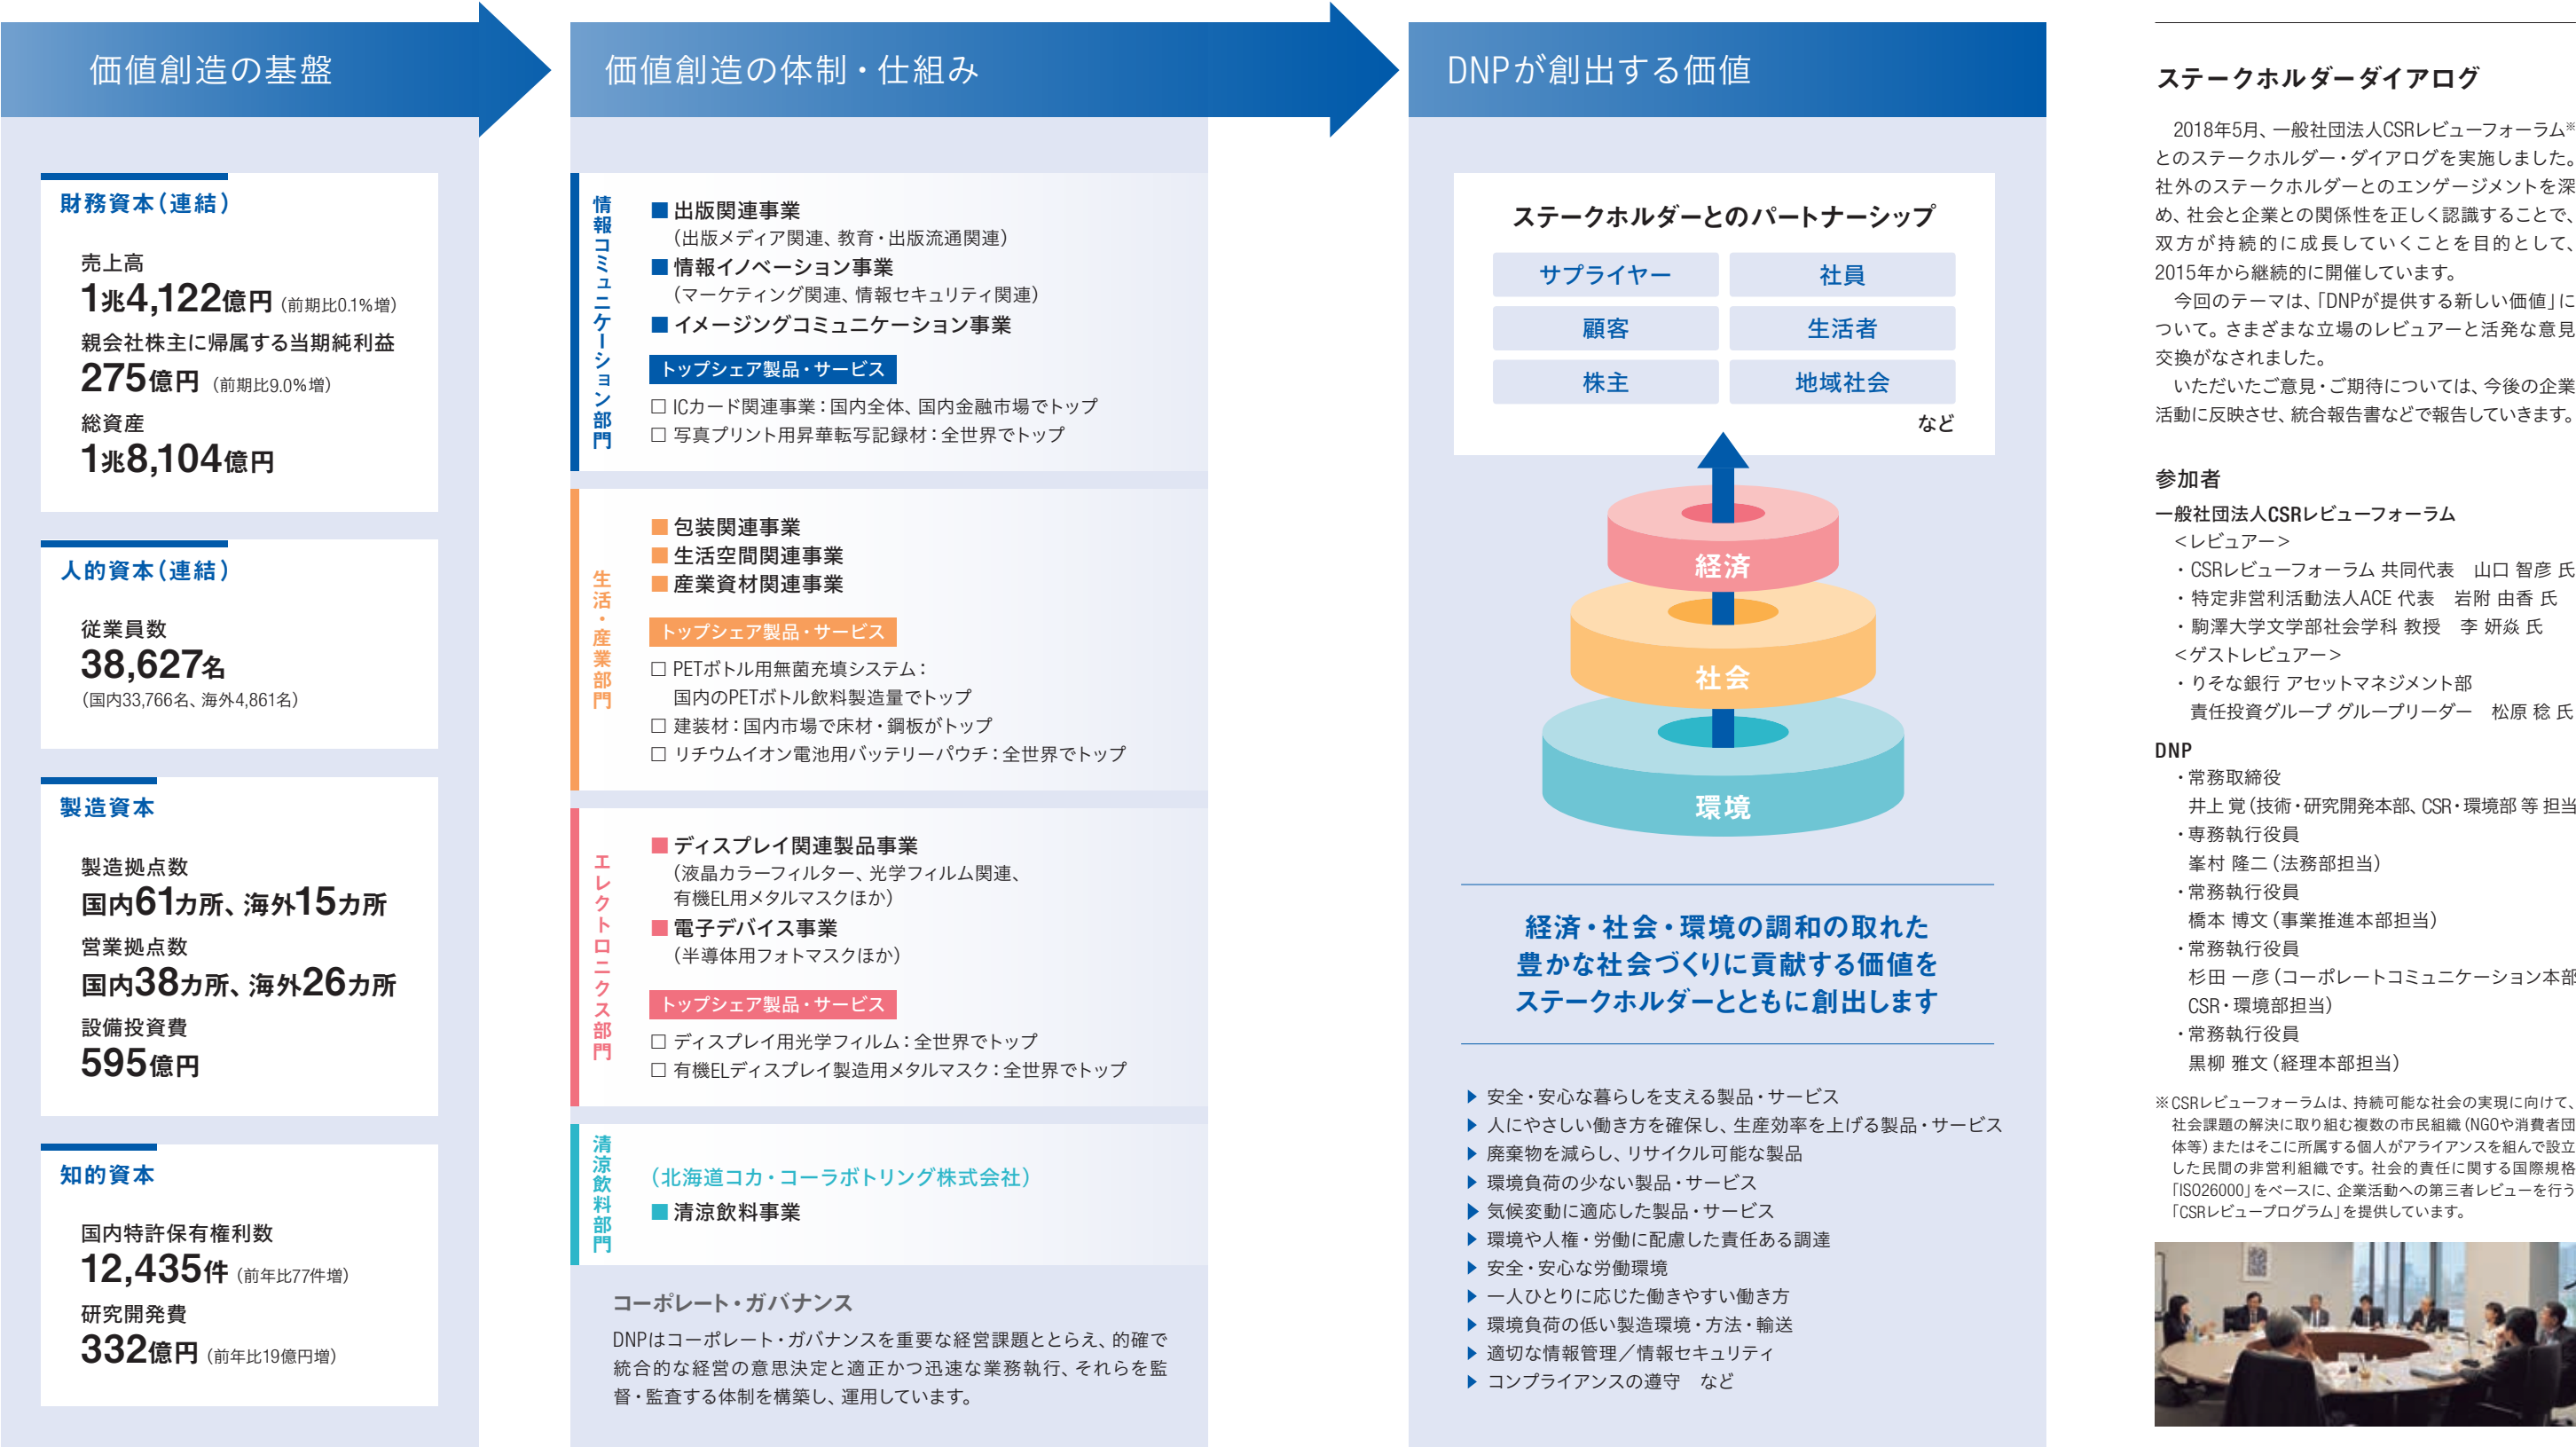 価値創造の基盤
財務資本（連結）
売上高
1兆4,122億円（前期比0.1%増）
親会社株主に帰属する当期純利益
275億円（前期比9.0%増）
総資産
1兆8,104億円
人的資本（連結）
従業員数
38,627名
（国内33,766名、海外4,861名）
製造資本
製造拠点数
国内61カ所、海外15カ所
営業拠点数
国内38カ所、海外26カ所
設備投資費
595億円
知的資本
国内特許保有権利数
12,435件（前年比77件増）
研究開発費
332億円（前年比19億円増）
価値創造の体制・仕組み
情報コミュニケーション部門
■ 出版関連事業
（出版メディア関連、教育・出版流通関連）
■ 情報イノベーション事業
（マーケティング関連、情報セキュリティ関連）
■ イメージングコミュニケーション事業
トップシェア製品・サービス
□ ICカード関連事業：国内全体、国内金融市場でトップ
□ 写真プリント用昇華転写記録材：全世界でトップ
生活・産業部門
■ 包装関連事業
■ 生活空間関連事業
■ 産業資材関連事業
トップシェア製品・サービス
□ PETボトル用無菌充填システム：
国内のPETボトル飲料製造量でトップ
□ 建装材：国内市場で床材・鋼板がトップ
□ リチウムイオン電池用バッテリーパウチ：全世界でトップ
エレクトロニクス部門
■ ディスプレイ関連製品事業
（液晶カラーフィルター、光学フィルム関連、
有機EL用メタルマスクほか）
■ 電子デバイス事業
（半導体用フォトマスクほか）
トップシェア製品・サービス
□ ディスプレイ用光学フィルム：全世界でトップ
□ 有機ELディスプレイ製造用メタルマスク：全世界でトップ
清涼飲料部門
（北海道コカ・コーラボトリング株式会社）
■ 清涼飲料事業
コーポレート・ガバナンス
DNPはコーポレート・ガバナンスを重要な経営課題ととらえ、的確で
統合的な経営の意思決定と適正かつ迅速な業務執行、それらを監
督・監査する体制を構築し、運用しています。
DNPが創出する価値
ステークホルダーとのパートナーシップ
サプライヤー 社員
顧客 生活者
株主 地域社会
など
経済
社会
環境
経済・社会・環境の調和の取れた
豊かな社会づくりに貢献する価値を
ステークホルダーとともに創出します
▶ 安全・安心な暮らしを支える製品・サービス
▶ 人にやさしい働き方を確保し、生産効率を上げる製品・サービス
▶ 廃棄物を減らし、リサイクル可能な製品
▶ 環境負荷の少ない製品・サービス
▶ 気候変動に適応した製品・サービス
▶ 環境や人権・労働に配慮した責任ある調達
▶ 安全・安心な労働環境
▶ 一人ひとりに応じた働きやすい働き方
▶ 環境負荷の低い製造環境・方法・輸送
▶ 適切な情報管理／情報セキュリティ
▶ コンプライアンスの遵守　など
ステークホルダーダイアログ
2018年5月、一般社団法人CSRレビューフォーラム※
とのステークホルダー・ダイアログを実施しました。
社外のステークホルダーとのエンゲージメントを深
め、社会と企業との関係性を正しく認識することで、
双方が持続的に成長していくことを目的として、
2015年から継続的に開催しています。
今回のテーマは、「DNPが提供する新しい価値」に
ついて。さまざまな立場のレビュアーと活発な意見
交換がなされました。
いただいたご意見・ご期待については、今後の企業
活動に反映させ、統合報告書などで報告していきます。
参加者
一般社団法人CSRレビューフォーラム
＜レビュアー＞
・CSRレビューフォーラム 共同代表　山口 智彦 氏
・特定非営利活動法人ACE 代表　岩附 由香 氏
・駒澤大学文学部社会学科 教授　李 妍焱 氏
＜ゲストレビュアー＞
・りそな銀行 アセットマネジメント部
責任投資グループ グループリーダー　松原 稔 氏
DNP
・常務取締役
井上 覚（技術・研究開発本部、CSR・環境部 等 担当
・専務執行役員
峯村 隆二（法務部担当）
・常務執行役員
橋本 博文（事業推進本部担当）
・常務執行役員
杉田 一彦（コーポレートコミュニケーション本部
CSR・環境部担当）
・常務執行役員
黒柳 雅文（経理本部担当）
※CSRレビューフォーラムは、持続可能な社会の実現に向けて、
社会課題の解決に取り組む複数の市民組織（NGOや消費者団
体等）またはそこに所属する個人がアライアンスを組んで設立
した民間の非営利組織です。社会的責任に関する国際規格
「ISO26000」をベースに、企業活動への第三者レビューを行う
「CSRレビュープログラム」を提供しています。